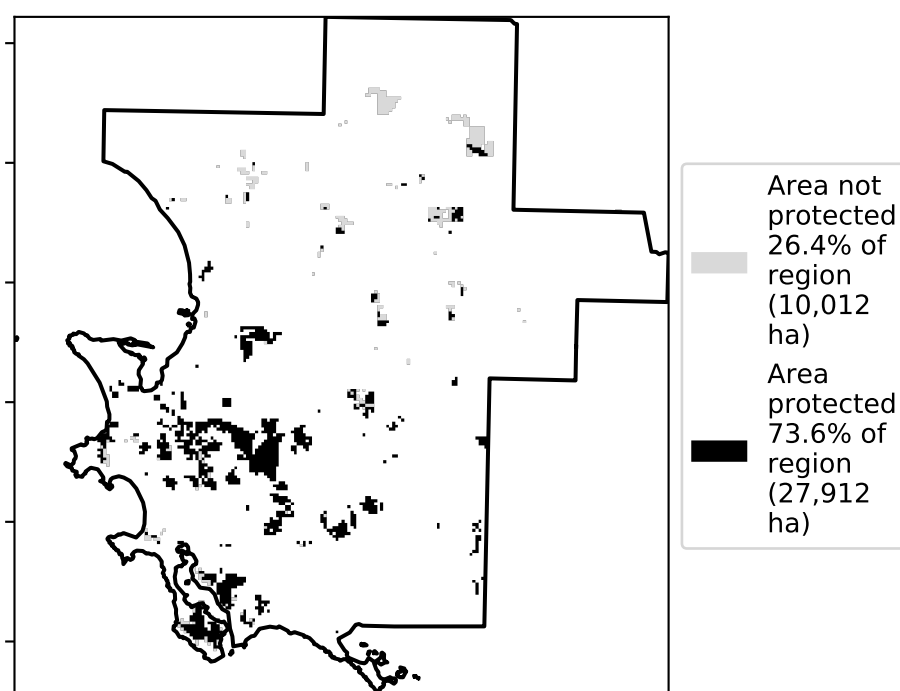 Area not
protected
26.4% of
region
(10,012
ha)
Area
protected
73.6% of
region
(27,912
ha)